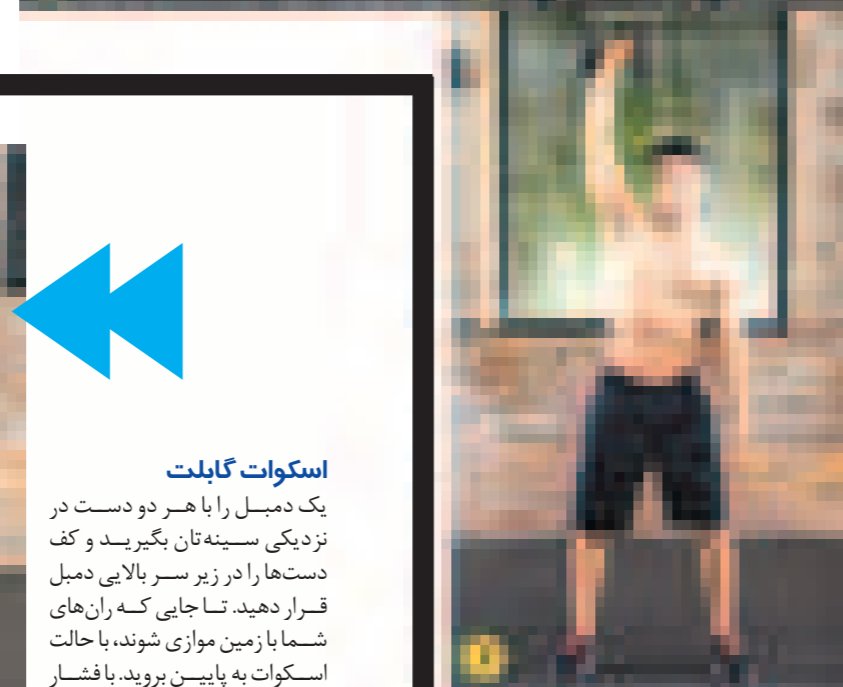 اسکوات گابلت
یک دمبل را با هر دو دست در
نزدیکی سینه‌تان بگیرید و کف
دست‌ها را در زیر سر بالایی دمبل
قرار دهید. تا جایی که ران‌های
شما با زمین موازی شوند، با حالت
اسکوات به پایین بروید. با فشار